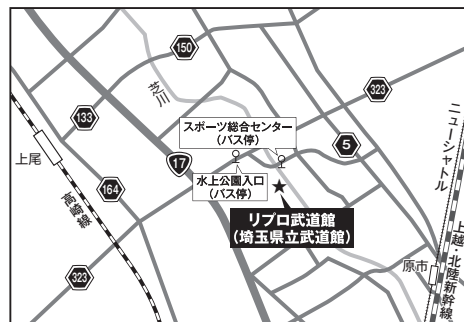 150
芝川
323
133
スポーツ総合センター
（バス停）
5
ニューシャトル
上尾
17
水上公園入口
（バス停）
164
高崎線
リプロ武道館
（埼玉県立武道館）
上越・北陸新幹線
原市
323